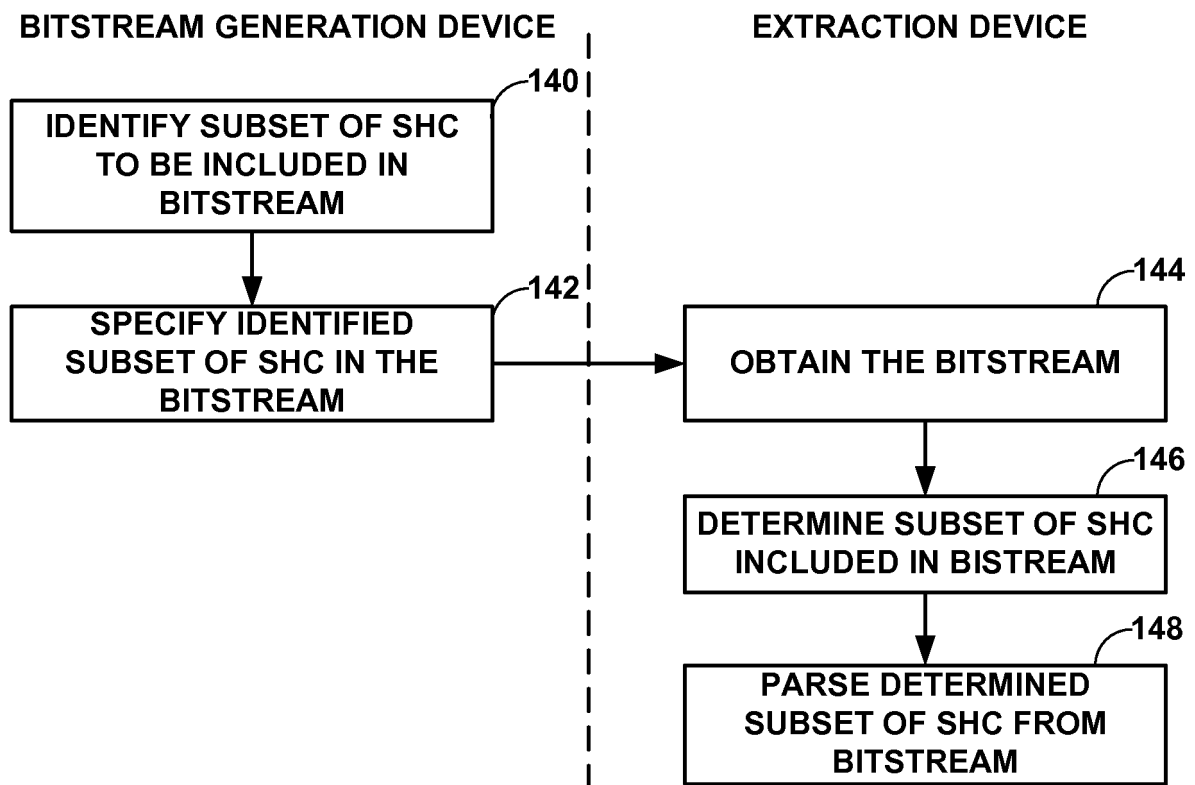 BITSTREAM GENERATION DEVICE
140
IDENTIFY SUBSET OF SHC
TO BE INCLUDED IN
BITSTREAM
142
SPECIFY IDENTIFIED
SUBSET OF SHC IN THE
BITSTREAM
EXTRACTION DEVICE
144
OBTAIN THE BITSTREAM
146
DETERMINE SUBSET OF SHC
INCLUDED IN BISTREAM
148
PARSE DETERMINED
SUBSET OF SHC FROM
BITSTREAM